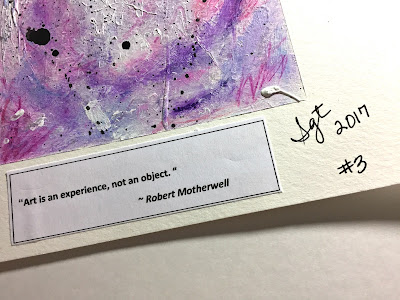 "Art is an experience, not an object. "
~ Robert Motherwell
Sgt 2017
#3